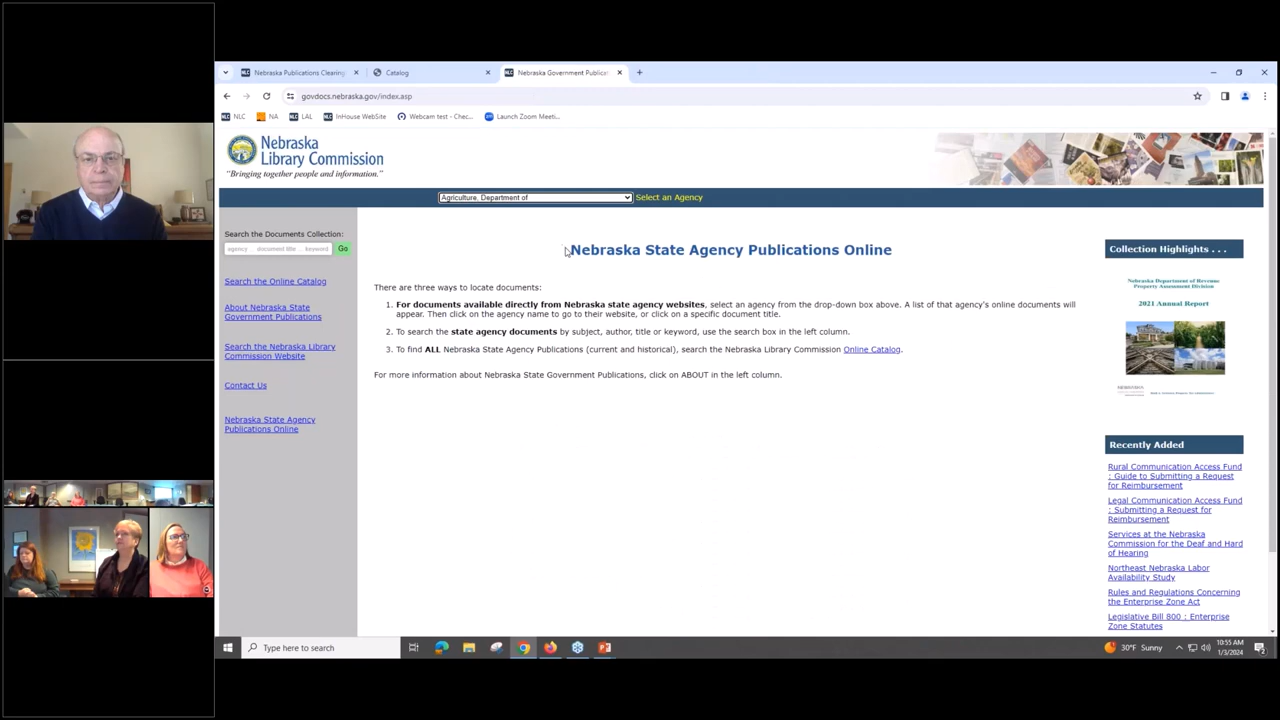 Nebraska Publications Clearing
Catalog
Nebraska Government Publicat
govdocs.nebraska.gov/index.asp
NLC
NA
LAL
InHouse WebSite
Webcam test - Chec...
Launch Zoom Meeti...
Nebraska
Library Commission
"Bringing together people and information."
Agriculture, Department of
Select an Agency
Search the Documents Collection:
agency ... document title ... keyword
Go
Search the Online Catalog
About Nebraska State
Government Publications
Search the Nebraska Library
Commission Website
Contact Us
Nebraska State Agency
Publications Online
Nebraska State Agency Publications Online
There are three ways to locate documents:
1. For documents available directly from Nebraska state agency websites, select an agency from the drop-down box above. A list of that agency's online documents will
appear. Then click on the agency name to go to their website, or click on a specific document title.
2. To search the state agency documents by subject, author, title or keyword, use the search box in the left column.
3. To find ALL Nebraska State Agency Publications (current and historical), search the Nebraska Library Commission Online Catalog.
For more information about Nebraska State Government Publications, click on ABOUT in the left column.
Collection Highlights . . .
Nebraska Department of Revenue
Property Assessment Division
2021 Annual Report
NEBRASKA
Recently Added
Rural Communication Access Fund
: Guide to Submitting a Request
for Reimbursement
Legal Communication Access Fund
: Submitting a Request for
Reimbursement
Services at the Nebraska
Commission for the Deaf and Hard
of Hearing
Northeast Nebraska Labor
Availability Study
Rules and Regulations Concerning
the Enterprise Zone Act
Legislative Bill 800 : Enterprise
Zone Statutes
Type here to search
30°F Sunny
10:55 AM
1/3/2024
2